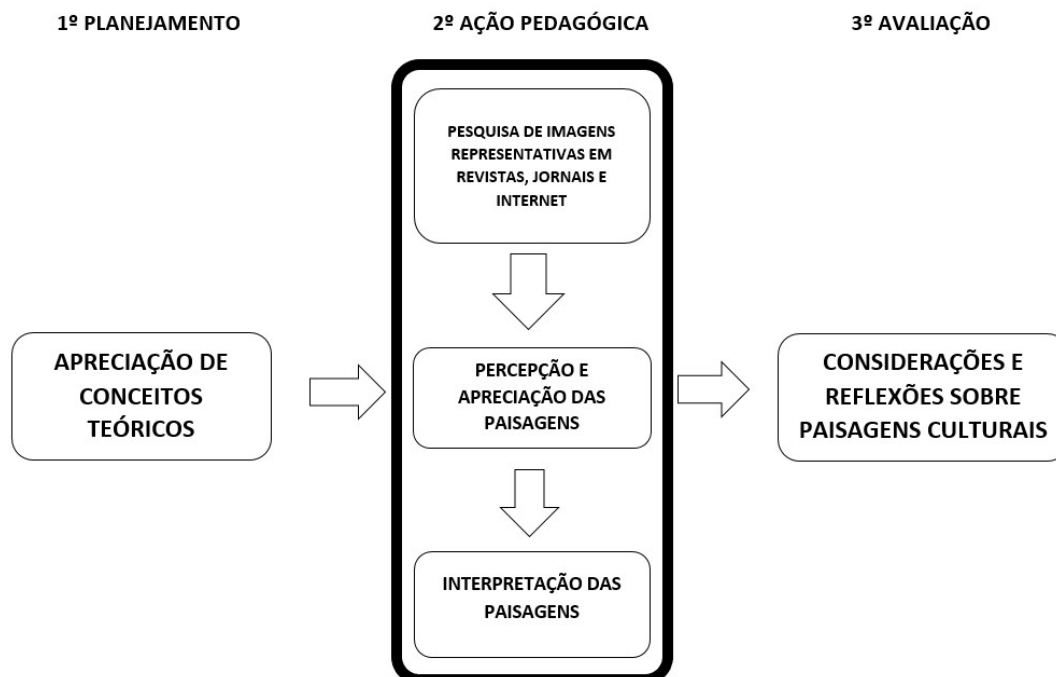 1º PLANEJAMENTO
2º AÇÃO PEDAGÓGICA
3º AVALIAÇÃO
APRECIAÇÃO DE
CONCEITOS
TEÓRICOS
PESQUISA DE IMAGENS
REPRESENTATIVAS EM
REVISTAS, JORNAIS E
INTERNET
PERCEPÇÃO E
APRECIAÇÃO DAS
PAISAGENS
INTERPRETAÇÃO DAS
PAISAGENS
CONSIDERAÇÕES E
REFLEXÕES SOBRE
PAISAGENS CULTURAIS